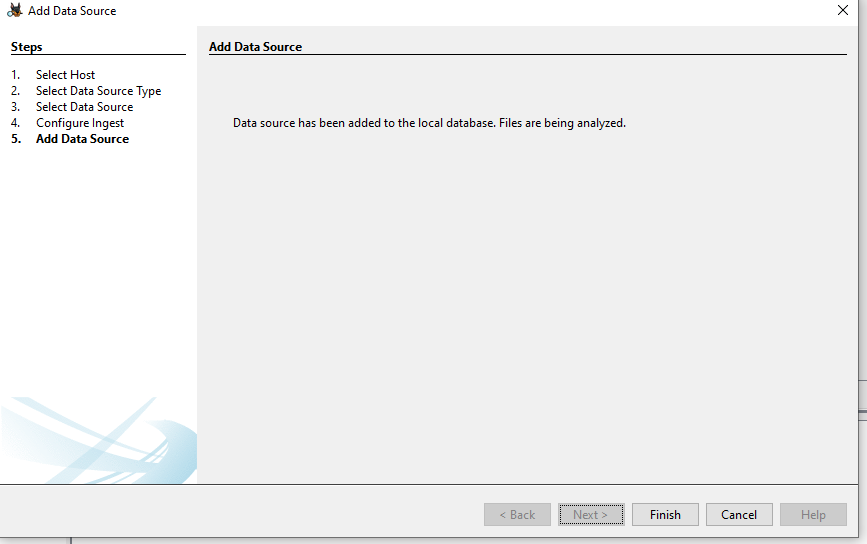 Add Data Source
Steps
1. Select Host
2. Select Data Source Type
3. Select Data Source
4. Configure Ingest
5. Add Data Source
Add Data Source
Data source has been added to the local database. Files are being analyzed.
< Back
Next >
Finish
Cancel
Help